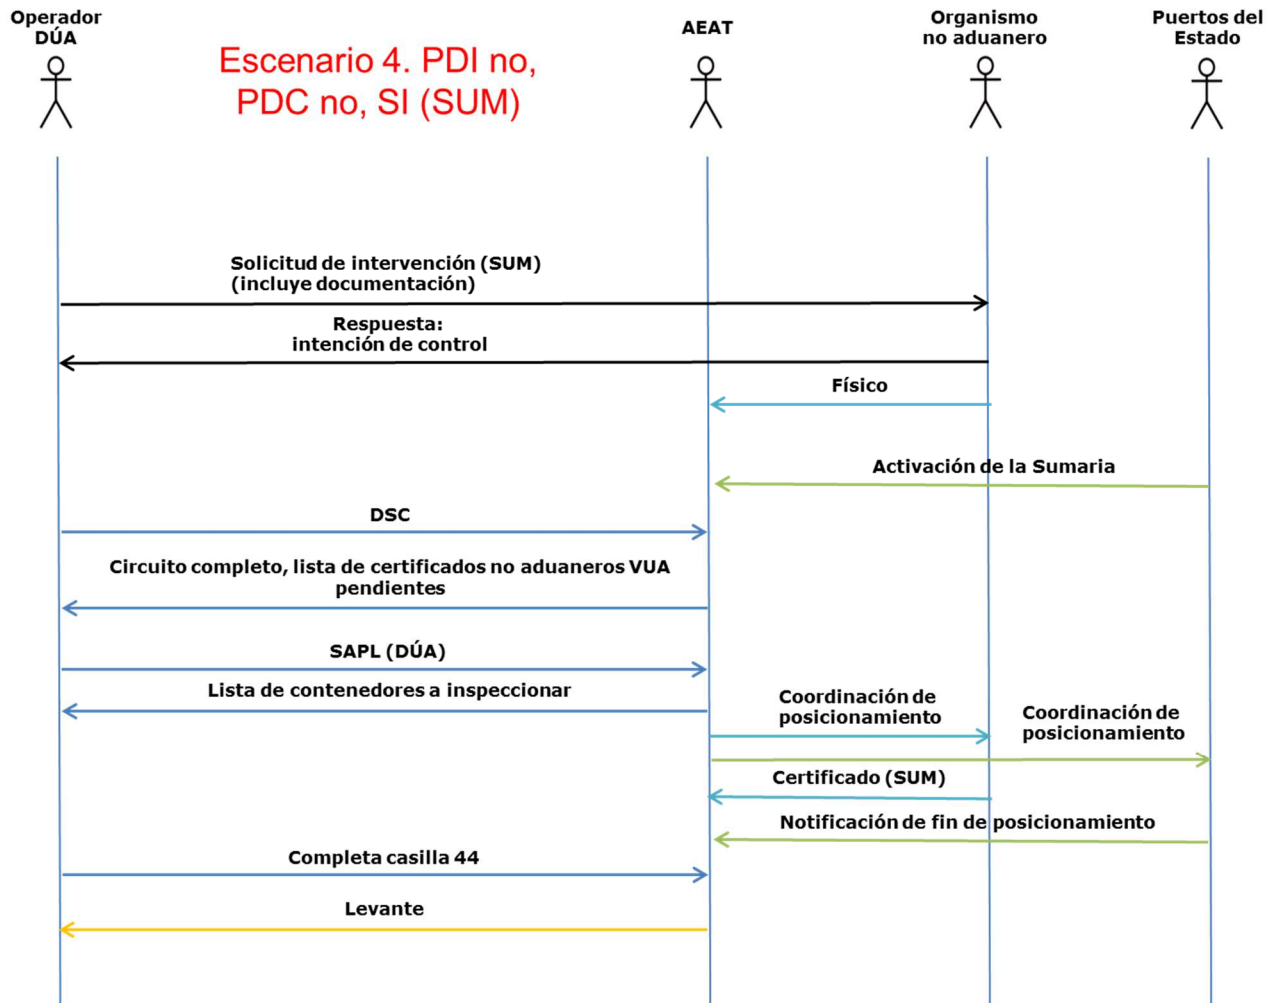 Operador
DÚA
AEAT
Organismo
no aduanero
Puertos del
Estado
Escenario 4. PDI no,
PDC no, SI (SUM)
Solicitud de intervención (SUM)
(incluye documentación)
Respuesta:
intención de control
Físico
Activación de la Sumaria
DSC
Circuito completo, lista de certificados no aduaneros VUA
pendientes
SAPL (DÚA)
Lista de contenedores a inspeccionar
Coordinación de
posicionamiento
Coordinación de
posicionamiento
Certificado (SUM)
Notificación de fin de posicionamiento
Completa casilla 44
Levante